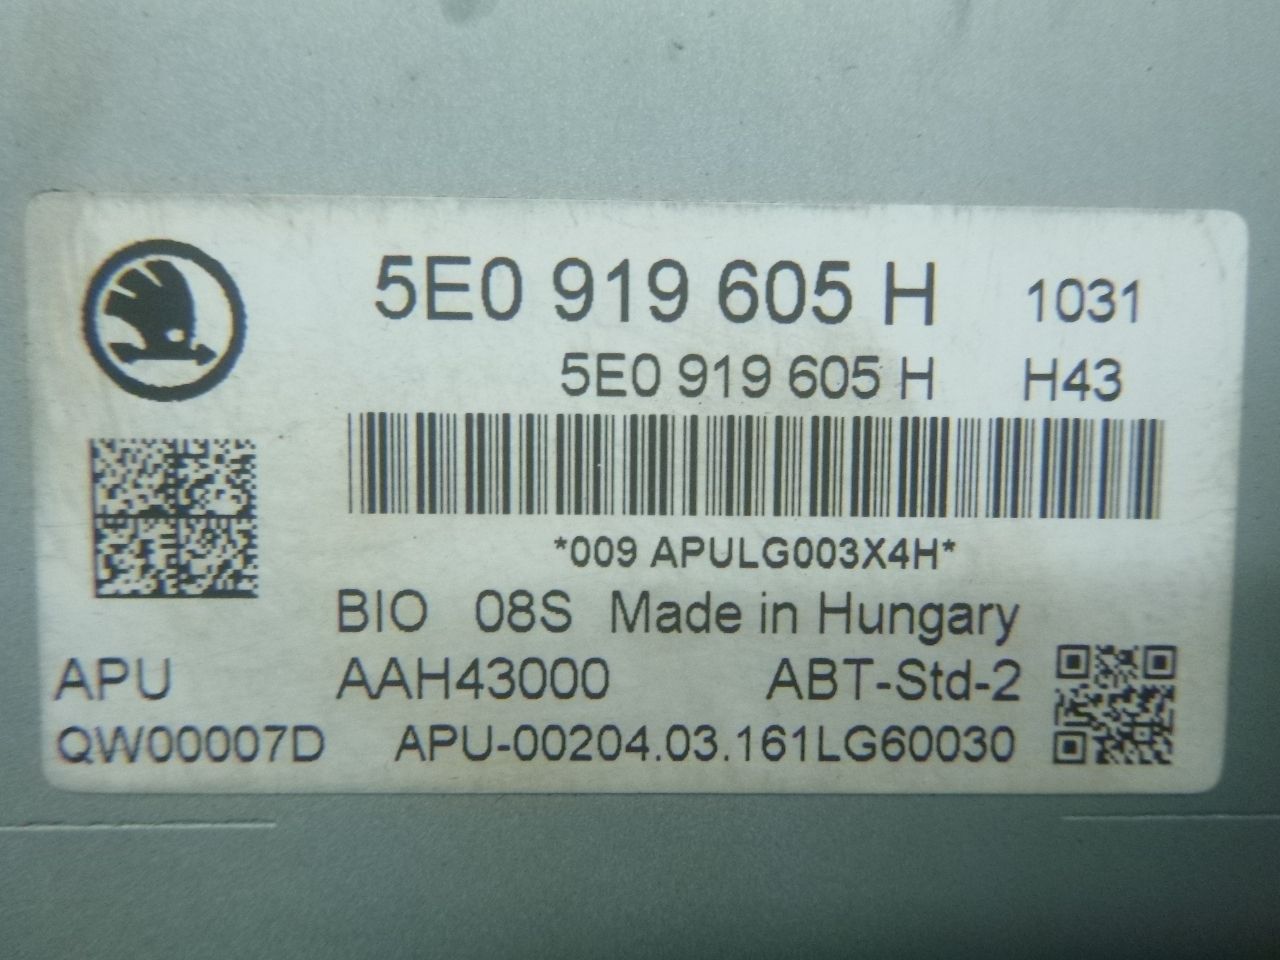 5E0 919 605 H 1031
5E0 919 605 H H43
*009 APULG003X4H*
BIO 08S Made in Hungary
APU AAH43000 ABT-Std-2
QW00007D APU-00204.03.161LG60030